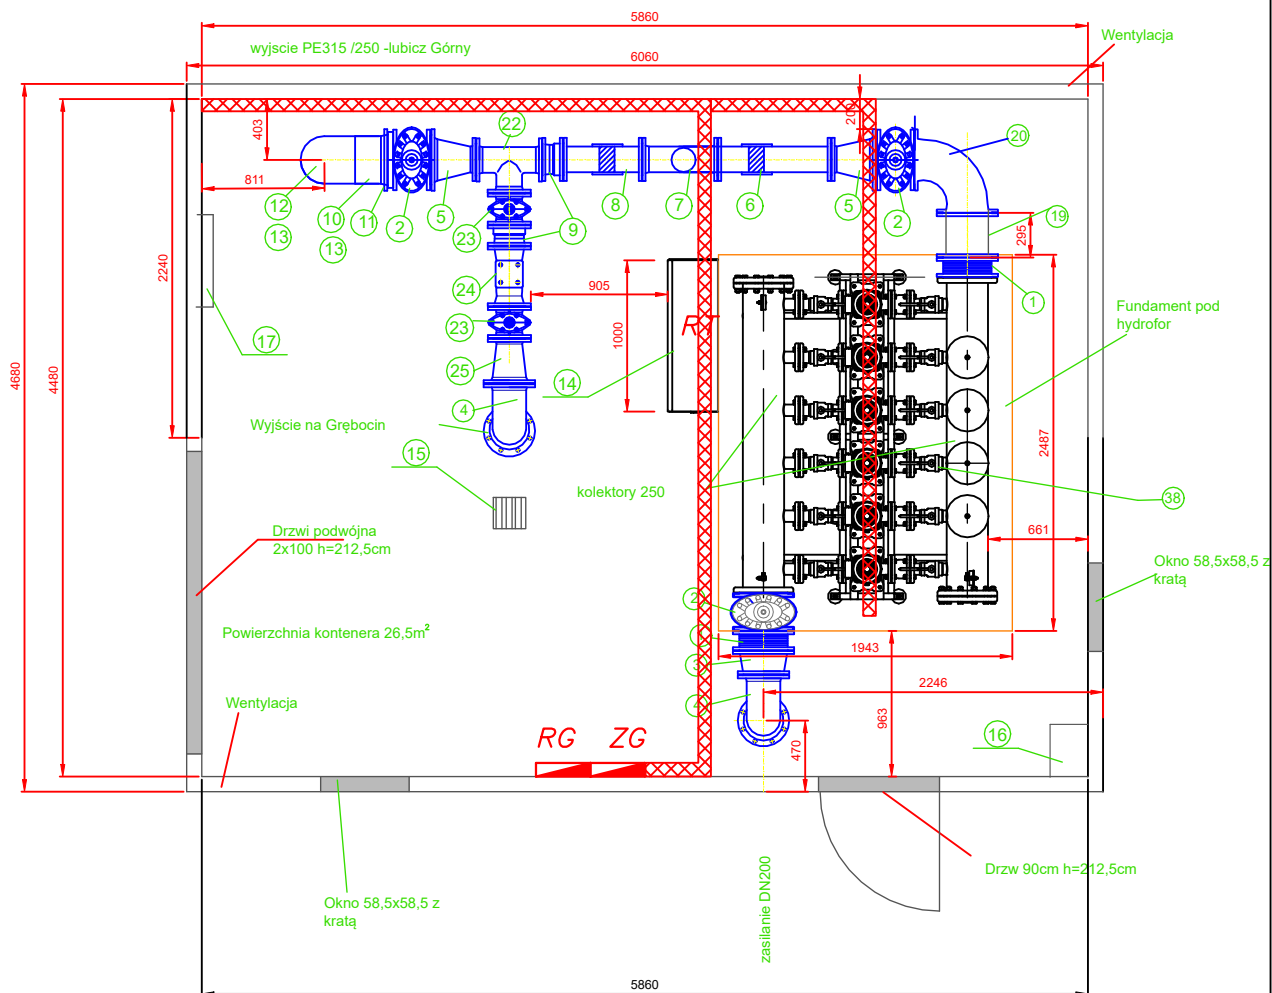 5860
wyjscie PE315 /250 -lubicz Górny
Wentylacja
6060
403
209
22
20
811
12
10
11
2
5
8
7
6
5
2
19
13
13
23
9
295
2240
24
905
1
17
23
RT
1000
Fundament pod
hydrofor
4680
4480
25
14
4
Wyjście na Grębocin
15
2487
kolektory 250
38
Drzwi podwójna
2x100 h=212,5cm
661
Okno 58,5x58,5 z
kratą
2
Powierzchnia kontenera 26,5m²
1943
3
2246
Wentylacja
4
963
RG
ZG
470
16
Drzw 90cm h=212,5cm
Okno 58,5x58,5 z
kratą
zasilanie DN200
5860